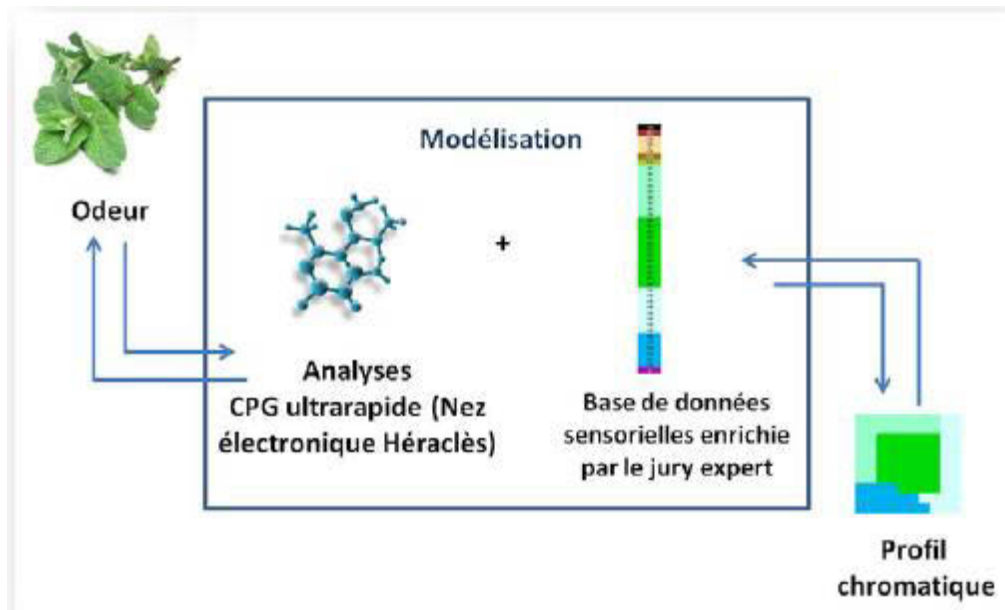 Modélisation
Odeur
+
Analyses
CPG ultrarapide (Nez
électronique Héraclès)
Base de données
sensorielles enrichie
par le jury expert
Profil
chromatique